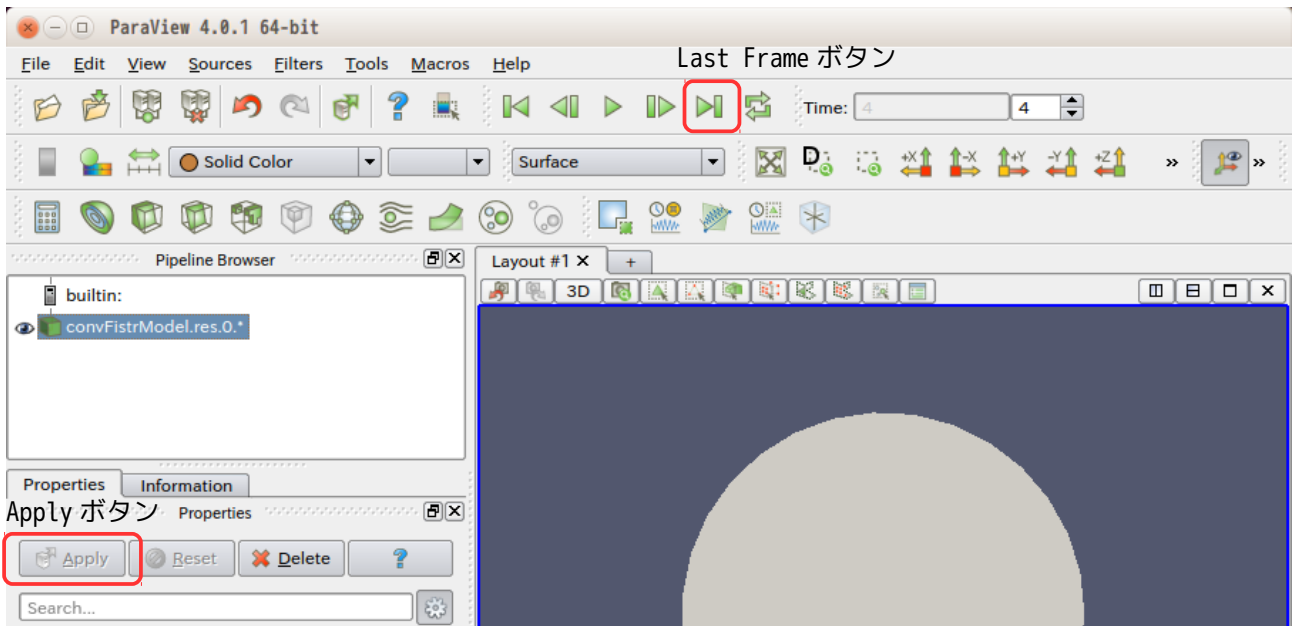 ParaView 4.0.1 64-bit
File Edit View Sources Filters Tools Macros Help
Last Frame ボタン
Time: 4 4
Solid Color Surface
+X -X +Y -Y +Z » »
Pipeline Browser
Layout #1 +
builtin:
3D
convFistrModel.res.0.*
Properties Information
Apply ボタン Properties
Apply Reset Delete ?
Search...